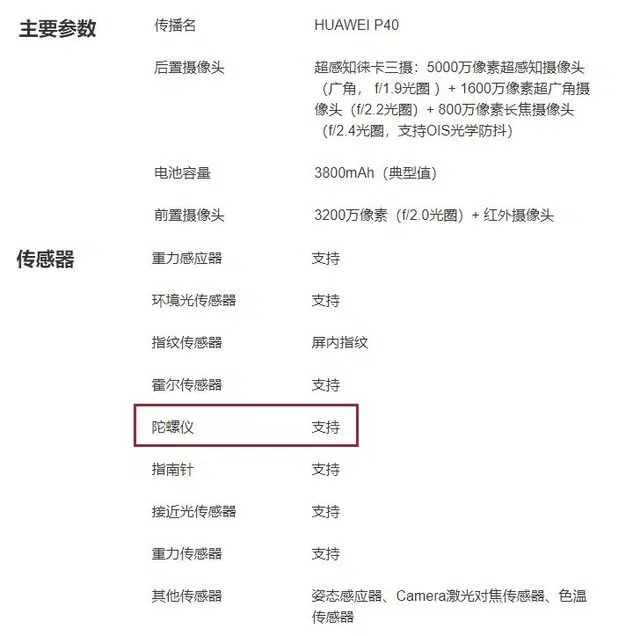 主要参数
传播名 HUAWEI P40
后置摄像头 超感知徕卡三摄：5000万像素超感知摄像头
（广角， f/1.9光圈 ）+ 1600万像素超广角摄
像头（f/2.2光圈）+ 800万像素长焦摄像头
（f/2.4光圈，支持OIS光学防抖）
电池容量 3800mAh（典型值）
前置摄像头 3200万像素（f/2.0光圈）+ 红外摄像头
传感器
重力感应器 支持
环境光传感器 支持
指纹传感器 屏内指纹
霍尔传感器 支持
陀螺仪 支持
指南针 支持
接近光传感器 支持
重力传感器 支持
其他传感器 姿态感应器、Camera激光对焦传感器、色温
传感器